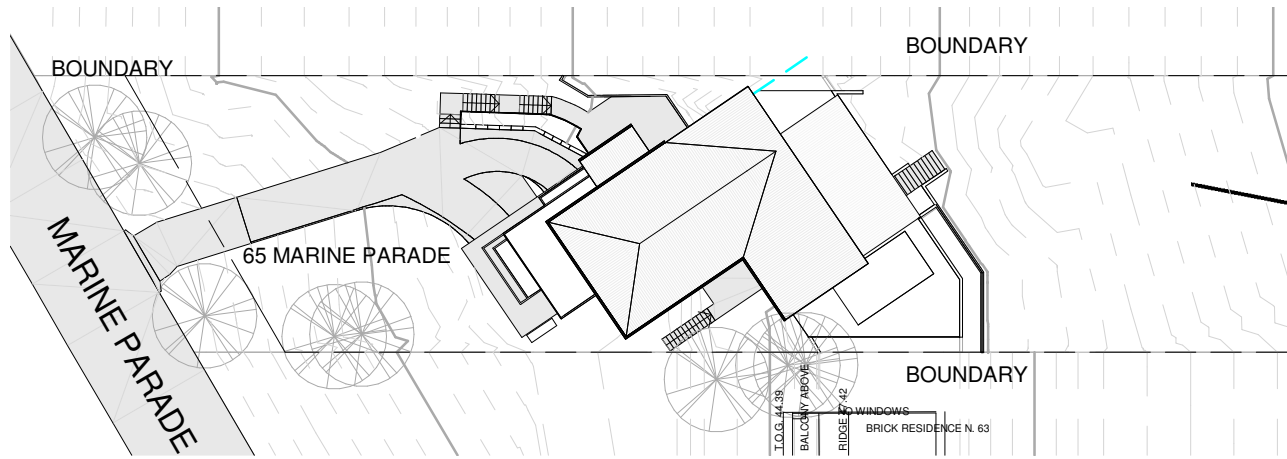 BOUNDARY
BOUNDARY
65 MARINE PARADE
MARINE PARADE
BOUNDARY
T.O.G. 44.39
BALCONY ABOVE
NO WINDOWS
BRICK RESIDENCE N. 63
RIDGE